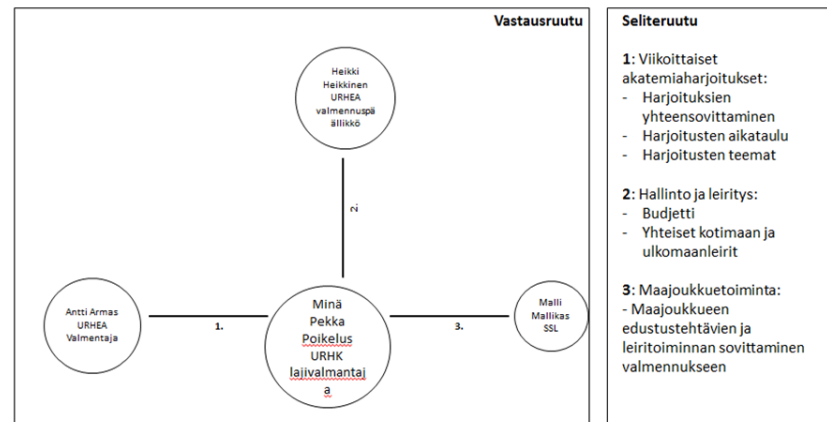 Vastausruutu
Heikki
Heikkinen
URHEA
valmennuspä
ällikkö
2.
Antti Armas
URHEA
Valmentaja
1.
Minä
Pekka
Poikelus
URHK
lajivalmantaj
a
3.
Malli
Mallikas
SSL
Seliteruutu
1: Viikoittaiset
akatemiaharjoitukset:
- Harjoituksien
yhteensovittaminen
- Harjoitusten aikataulu
- Harjoitusten teemat
2: Hallinto ja leiritys:
- Budjetti
- Yhteiset kotimaan ja
ulkomaanleirit
3: Maajoukkuetoiminta:
- Maajoukkueen
edustustehtävien ja
leiritoiminnan sovittaminen
valmennukseen